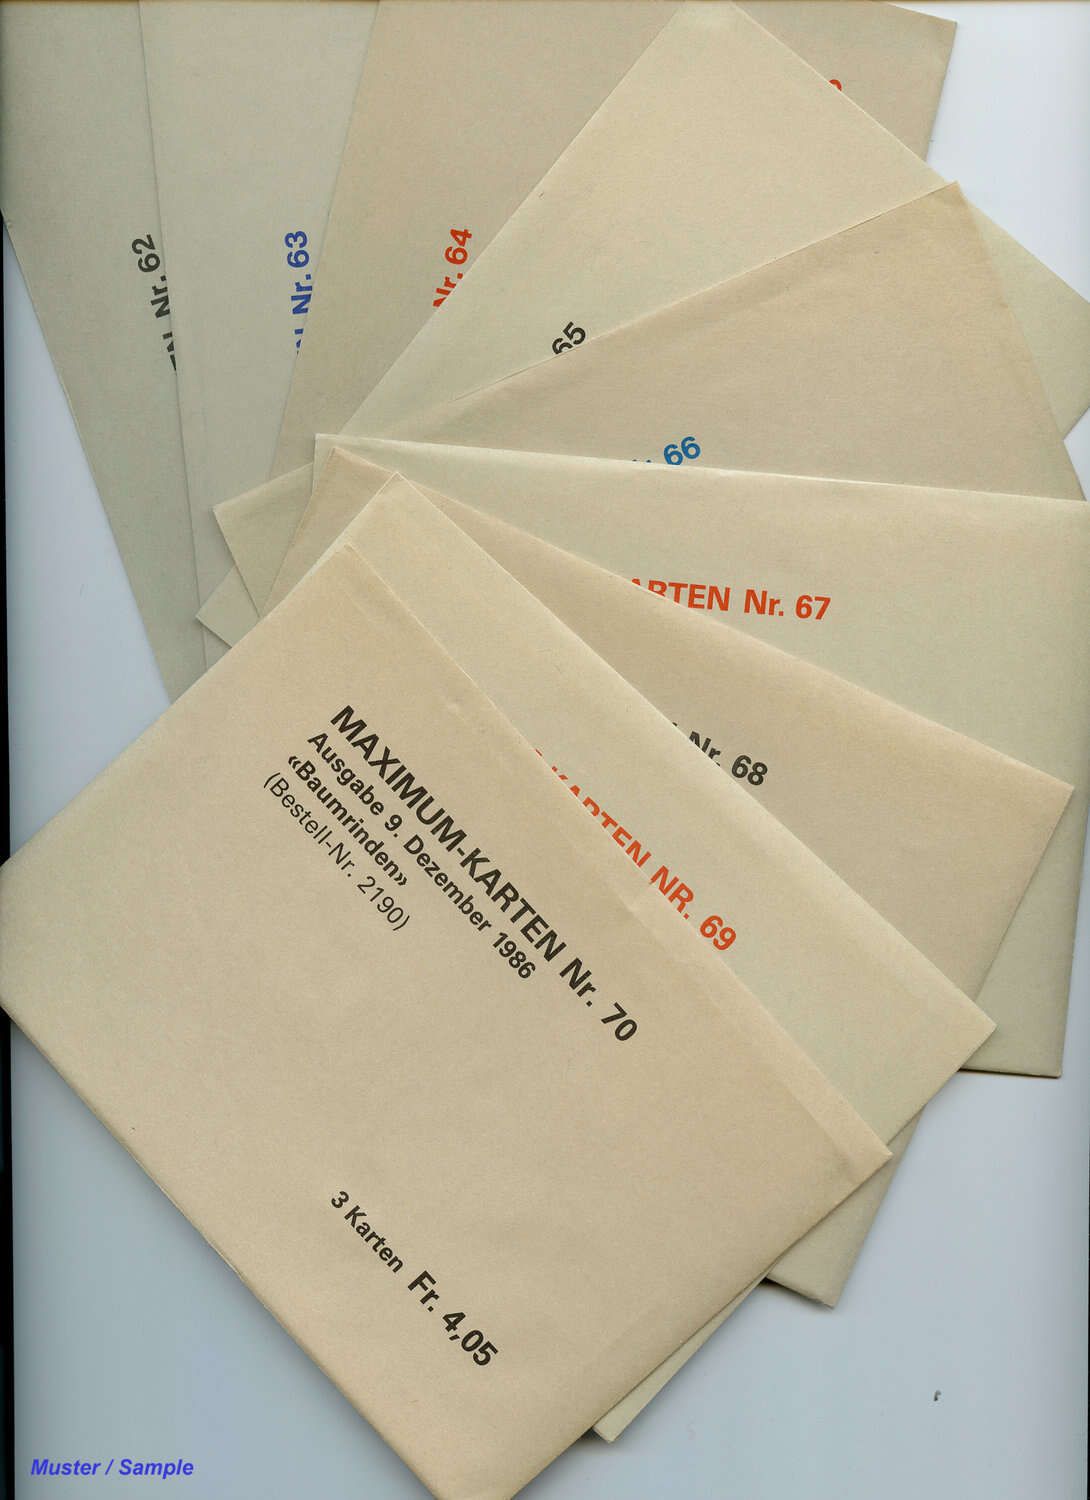 Nr. 62
Nr. 63
Nr. 64
65
66
KARTEN Nr. 67
Nr. 68
KARTEN NR. 69
MAXIMUM-KARTEN Nr. 70
Ausgabe 9. Dezember 1986
«Baumrinden»
(Bestell-Nr. 2190)
3 Karten Fr. 4,05
Muster / Sample